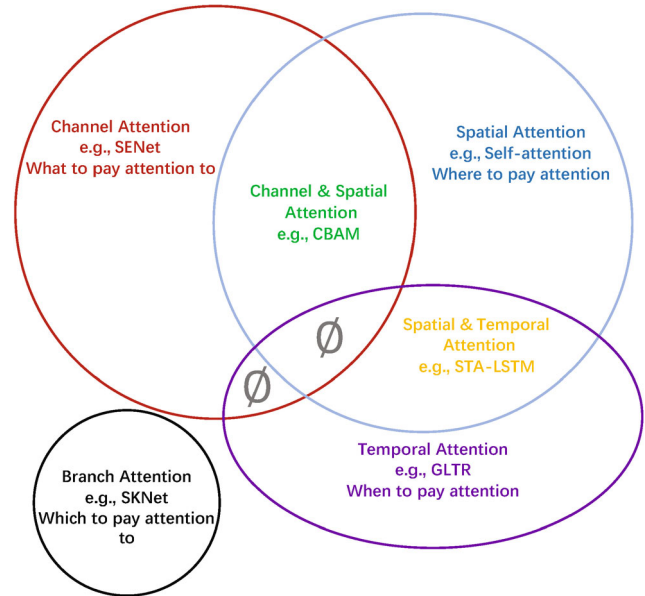 Channel Attention
e.g., SENet
What to pay attention to
Spatial Attention
e.g., Self-attention
Where to pay attention
Channel & Spatial
Attention
e.g., CBAM
∅
Spatial & Temporal
Attention
e.g., STA-LSTM
∅
Temporal Attention
e.g., GLTR
When to pay attention
Branch Attention
e.g., SKNet
Which to pay attention
to